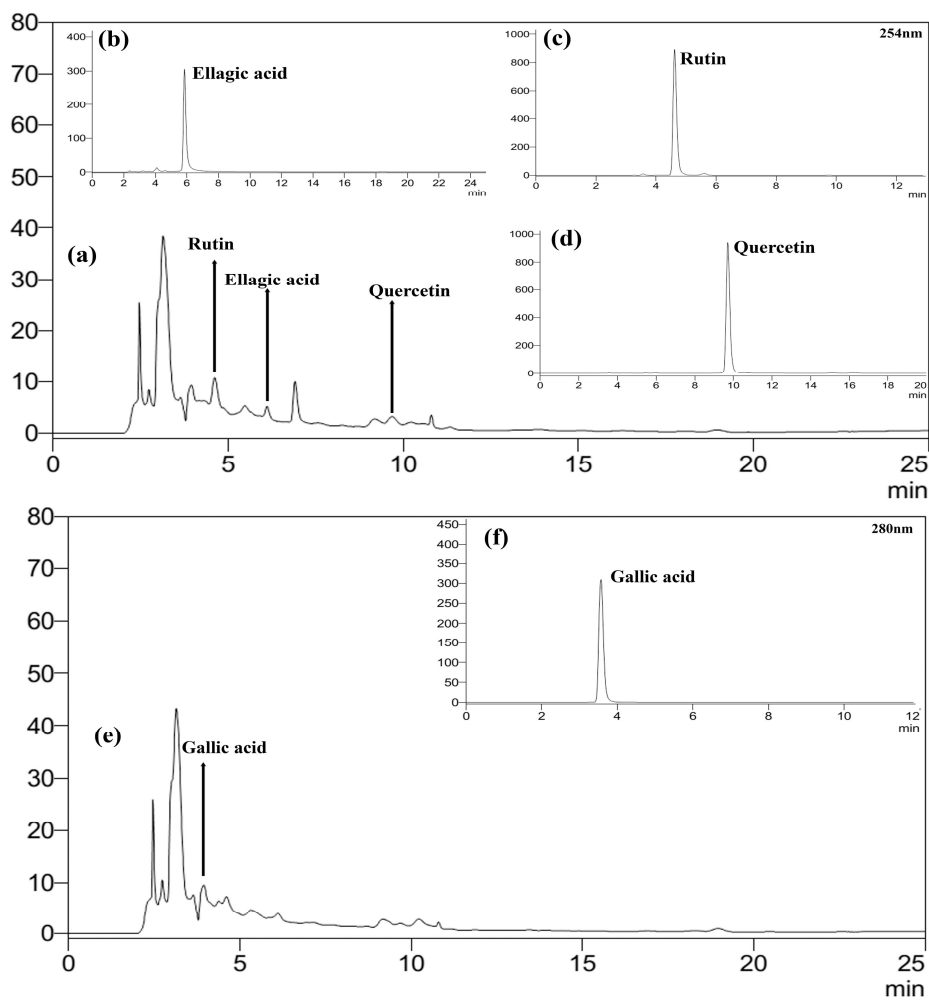 80
70
60
50
40
30
20
10
0
0 5 10 15 20 25
min
(a)
Rutin
Ellagic acid
Quercetin
(b)
Ellagic acid
400
300
200
100
0
0 2 4 6 8 10 12 14 16 18 20 22 24
min
(c)
254nm
Rutin
1000
800
600
400
200
0
0 2 4 6 8 10 12
min
(d)
Quercetin
1000
800
600
400
200
0
0 2 4 6 8 10 12 14 16 18 20
min
80
70
60
50
40
30
20
10
0
0 5 10 15 20 25
min
(e)
Gallic acid
(f)
280nm
Gallic acid
450
400
350
300
250
200
150
100
50
0
0 2 4 6 8 10 12
min